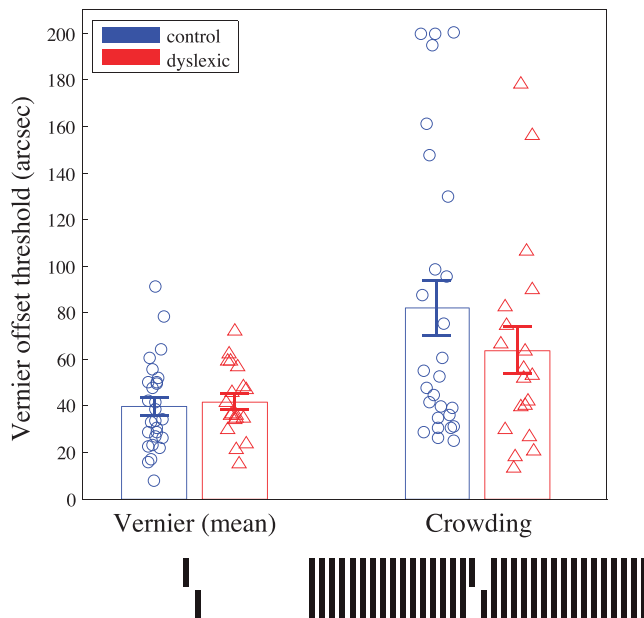 Vernier offset threshold (arcsec)
200
180
160
140
120
100
80
60
40
20
0
control
dyslexic
Vernier (mean)
Crowding